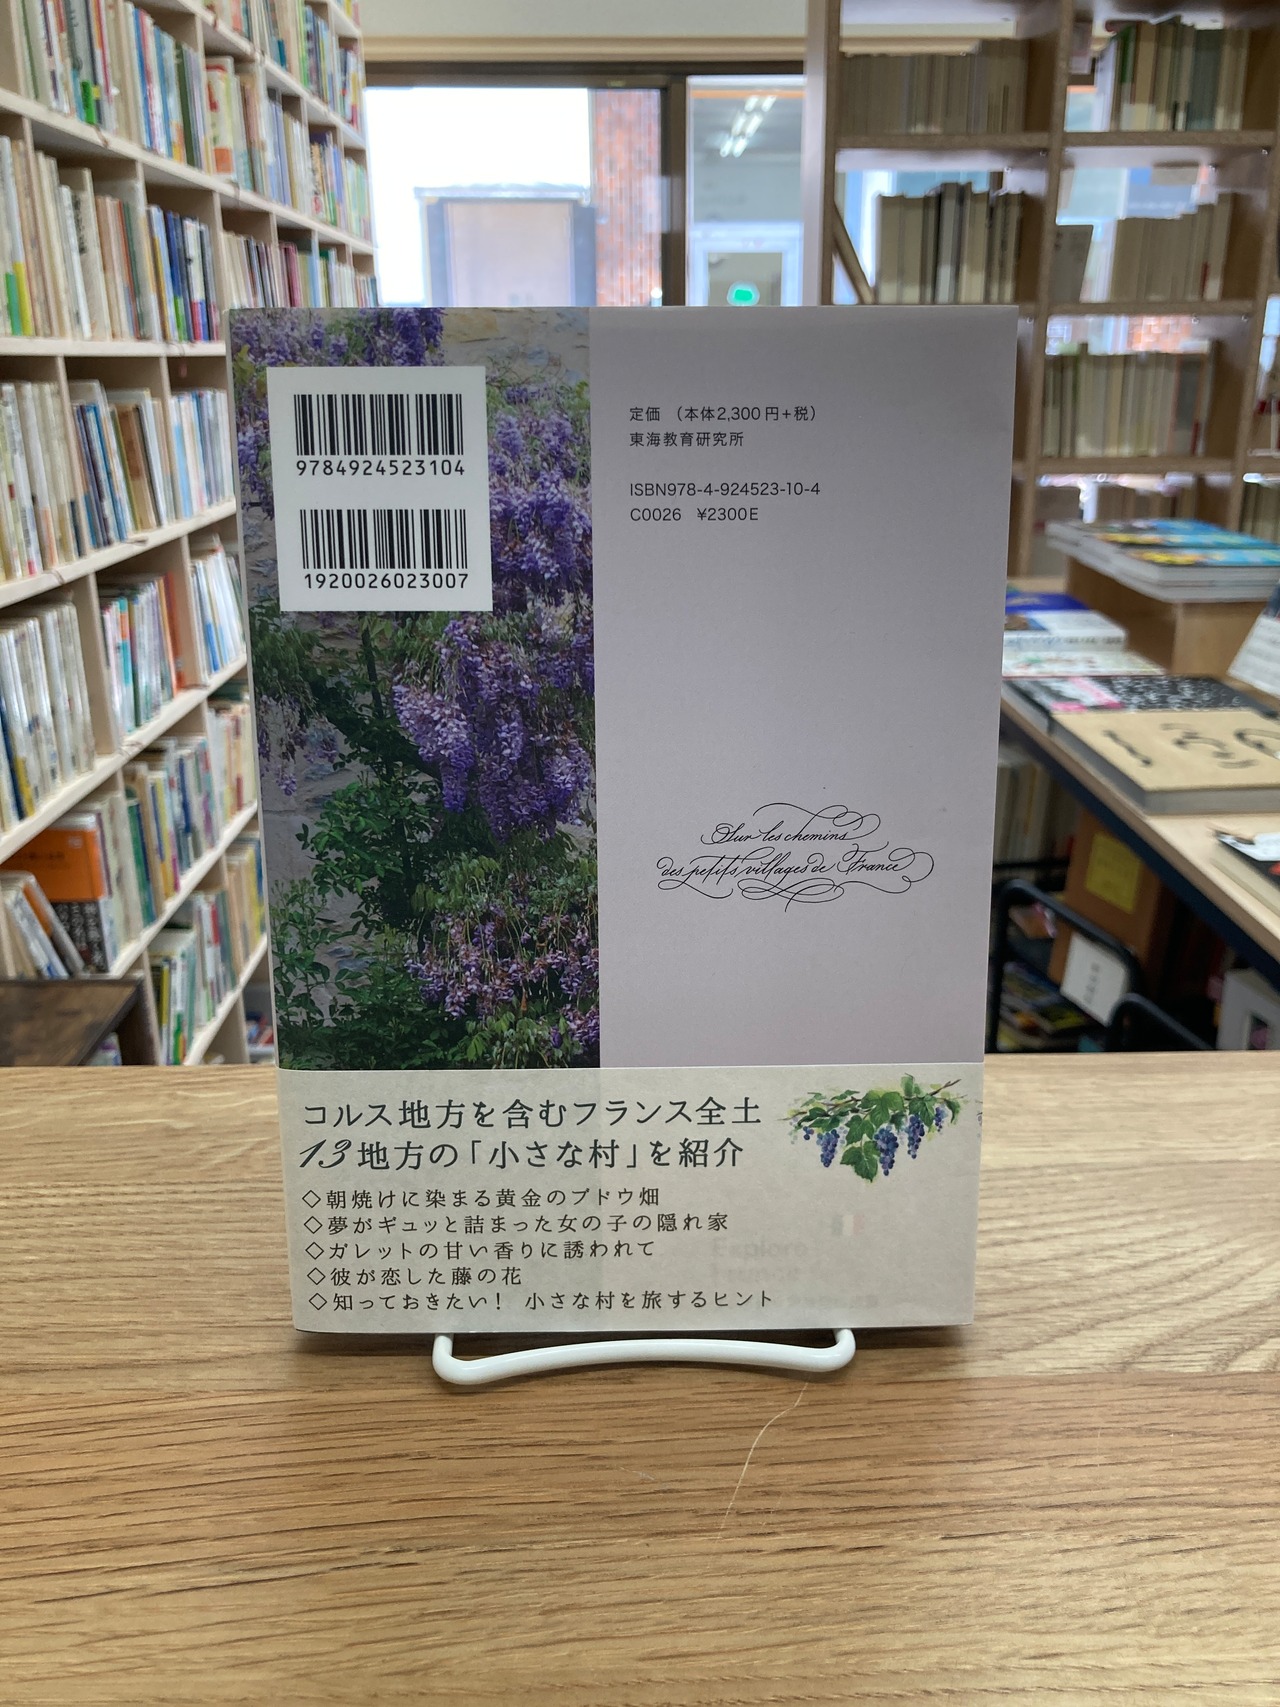 9784924523104
1920026023007
定価 （本体2,300円+税）
東海教育研究所
ISBN978-4-924523-10-4
C0026 ¥2300E
Sur les chemins
des petits villages de France
コルス地方を含むフランス全土
13地方の「小さな村」を紹介
◇朝焼けに染まる黄金のブドウ畑
◇夢がギュッと詰まった女の子の隠れ家
◇ガレットの甘い香りに誘われて
◇彼が恋した藤の花
◇知っておきたい! 小さな村を旅するヒント